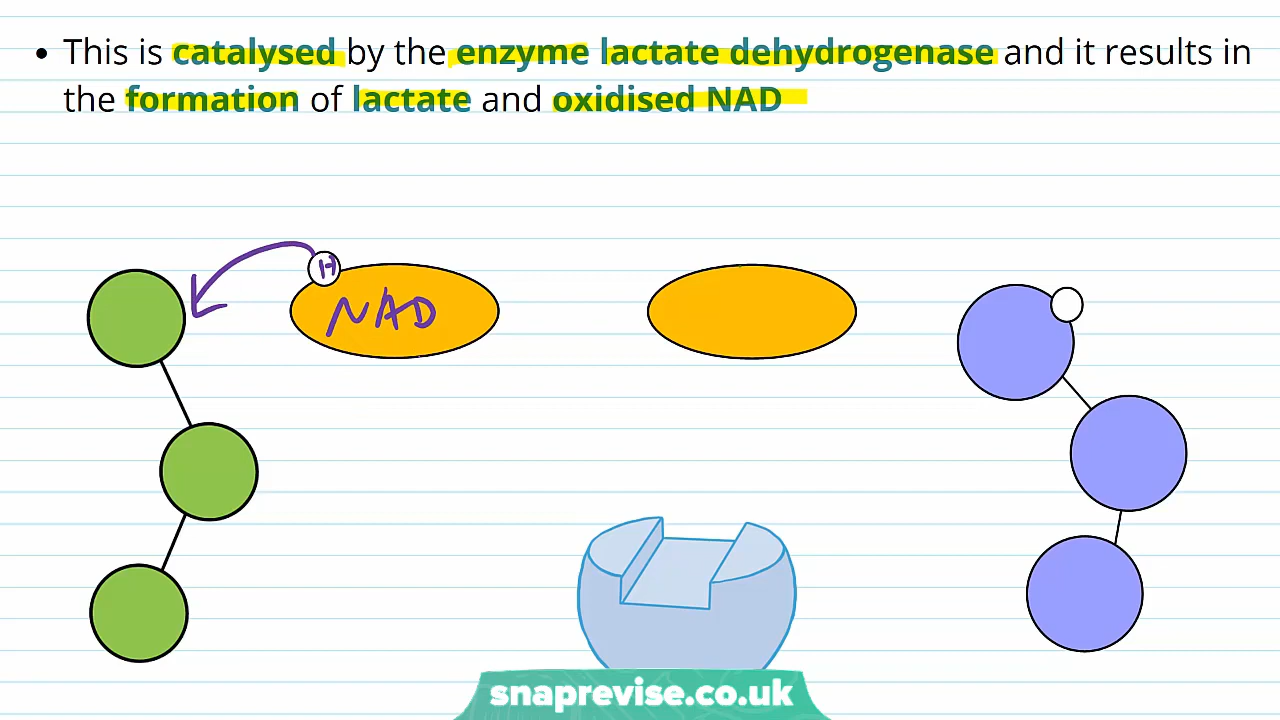 • This is catalysed by the enzyme lactate dehydrogenase and it results in
the formation of lactate and oxidised NAD
H
NAD
snaprevise.co.uk